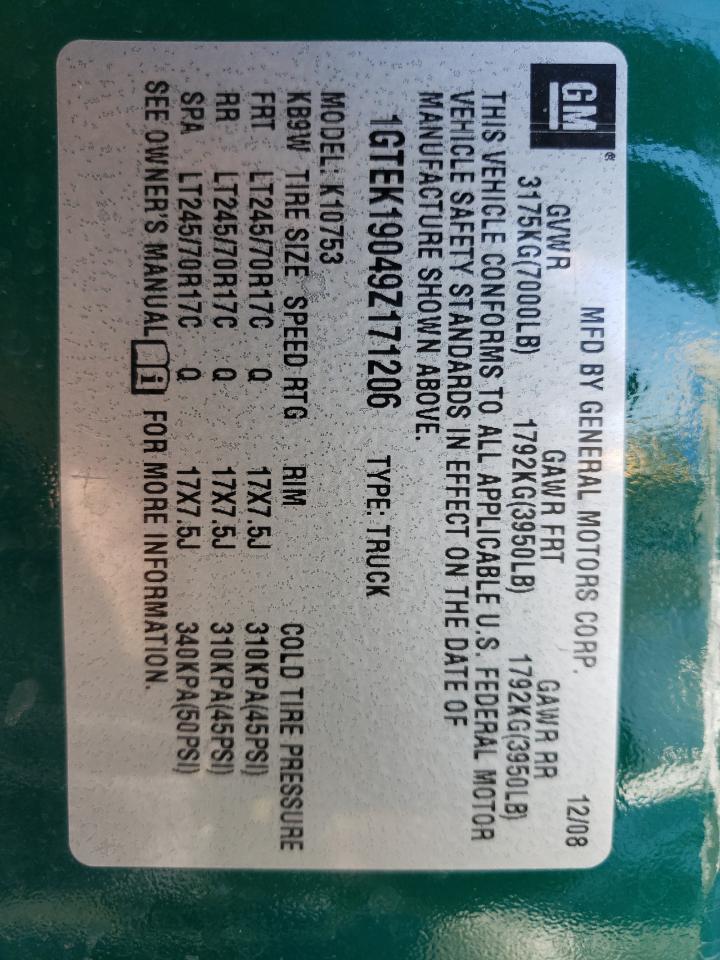 GM®
MFD BY GENERAL MOTORS CORP. 12/08
GVWR GAWR FRT GAWR RR
3175KG(7000LB) 1792KG(3950LB) 1792KG(3950LB)
THIS VEHICLE CONFORMS TO ALL APPLICABLE U.S. FEDERAL MOTOR
VEHICLE SAFETY STANDARDS IN EFFECT ON THE DATE OF
MANUFACTURE SHOWN ABOVE.
1GTEK19049Z171206 TYPE: TRUCK
MODEL: K10753
KB9W TIRE SIZE SPEED RTG RIM COLD TIRE PRESSURE
FRT LT245/70R17C Q 17X7.5J 310KPA(45PSI)
RR LT245/70R17C Q 17X7.5J 310KPA(45PSI)
SPA LT245/70R17C Q 17X7.5J 340KPA(50PSI)
SEE OWNER'S MANUAL i FOR MORE INFORMATION.